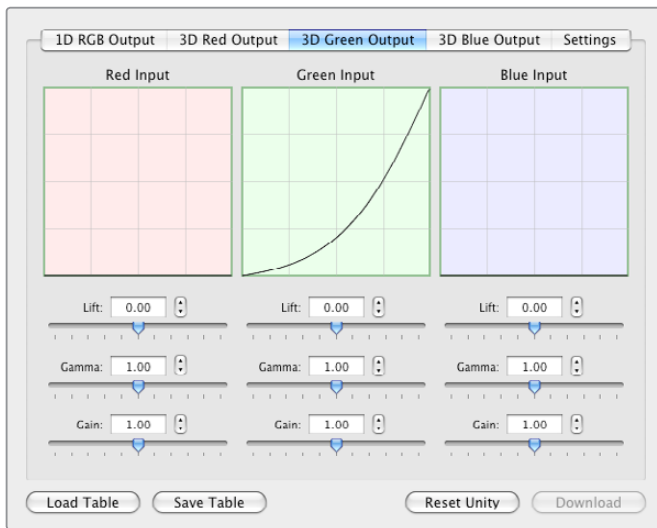 1D RGB Output 3D Red Output 3D Green Output 3D Blue Output Settings
Red Input Green Input Blue Input
Lift: 0.00 Lift: 0.00 Lift: 0.00
Gamma: 1.00 Gamma: 1.00 Gamma: 1.00
Gain: 1.00 Gain: 1.00 Gain: 1.00
Load Table Save Table Reset Unity Download